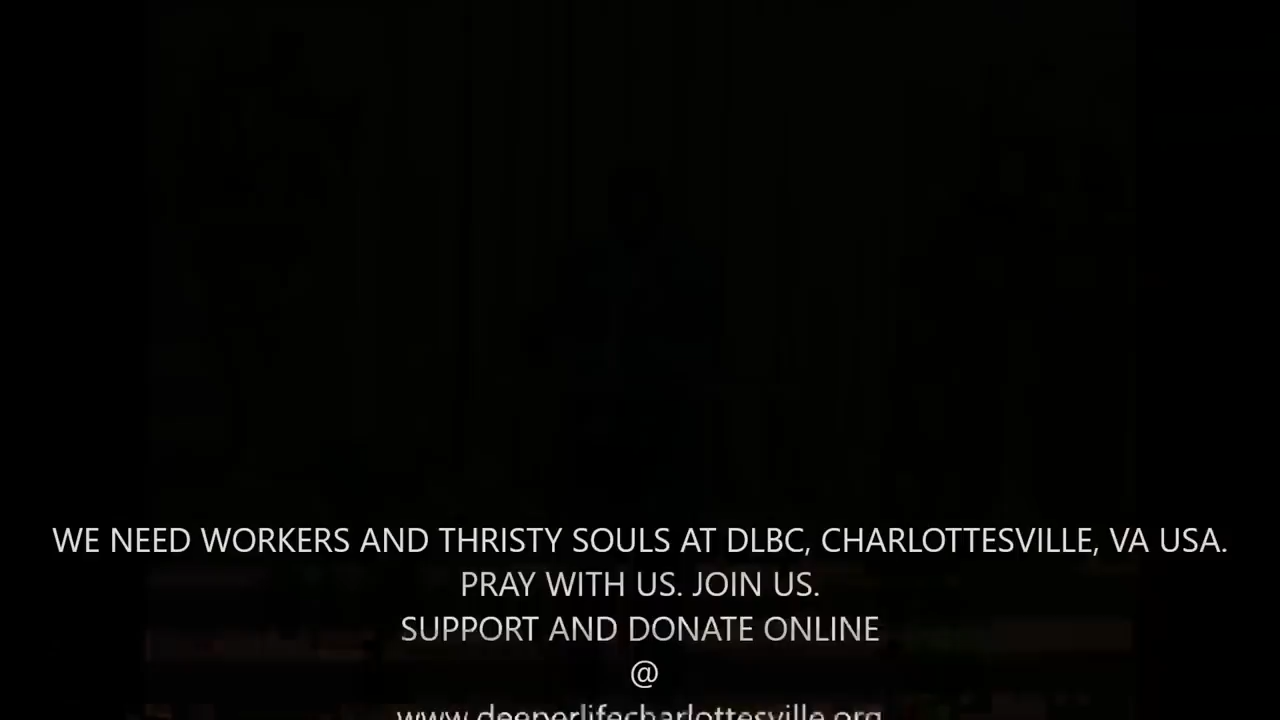 WE NEED WORKERS AND THRISTY SOULS AT DLBC, CHARLOTTESVILLE, VA USA.
PRAY WITH US. JOIN US.
SUPPORT AND DONATE ONLINE
@
www.deeperlifecharlottesville.org